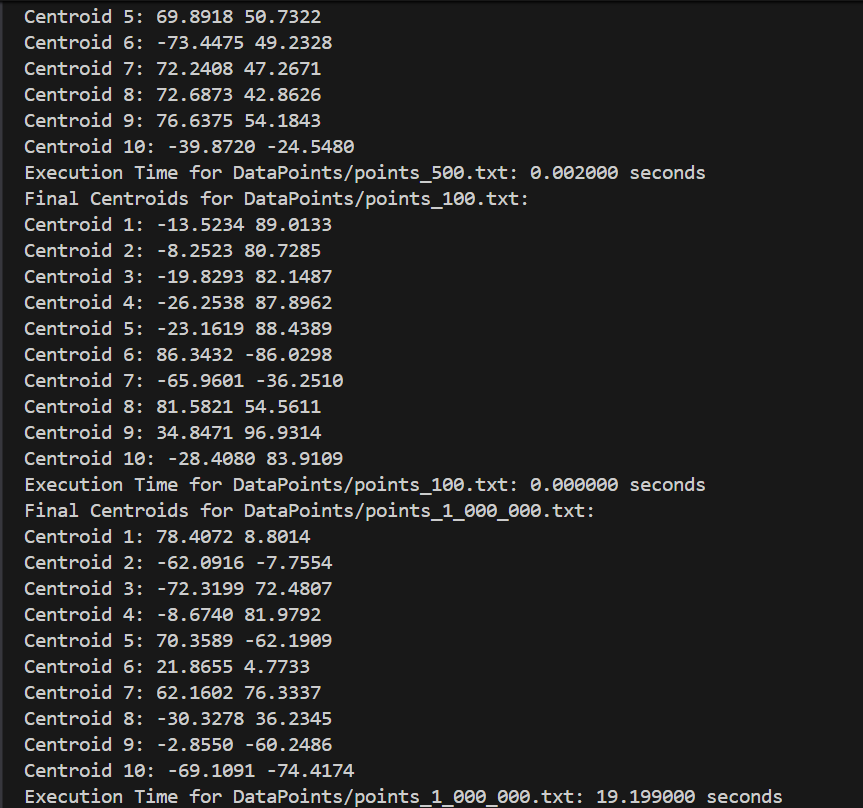 Centroid 5: 69.8918 50.7322
Centroid 6: -73.4475 49.2328
Centroid 7: 72.2408 47.2671
Centroid 8: 72.6873 42.8626
Centroid 9: 76.6375 54.1843
Centroid 10: -39.8720 -24.5480
Execution Time for DataPoints/points_500.txt: 0.002000 seconds
Final Centroids for DataPoints/points_100.txt:
Centroid 1: -13.5234 89.0133
Centroid 2: -8.2523 80.7285
Centroid 3: -19.8293 82.1487
Centroid 4: -26.2538 87.8962
Centroid 5: -23.1619 88.4389
Centroid 6: 86.3432 -86.0298
Centroid 7: -65.9601 -36.2510
Centroid 8: 81.5821 54.5611
Centroid 9: 34.8471 96.9314
Centroid 10: -28.4080 83.9109
Execution Time for DataPoints/points_100.txt: 0.000000 seconds
Final Centroids for DataPoints/points_1_000_000.txt:
Centroid 1: 78.4072 8.8014
Centroid 2: -62.0916 -7.7554
Centroid 3: -72.3199 72.4807
Centroid 4: -8.6740 81.9792
Centroid 5: 70.3589 -62.1909
Centroid 6: 21.8655 4.7733
Centroid 7: 62.1602 76.3337
Centroid 8: -30.3278 36.2345
Centroid 9: -2.8550 -60.2486
Centroid 10: -69.1091 -74.4174
Execution Time for DataPoints/points_1_000_000.txt: 19.199000 seconds